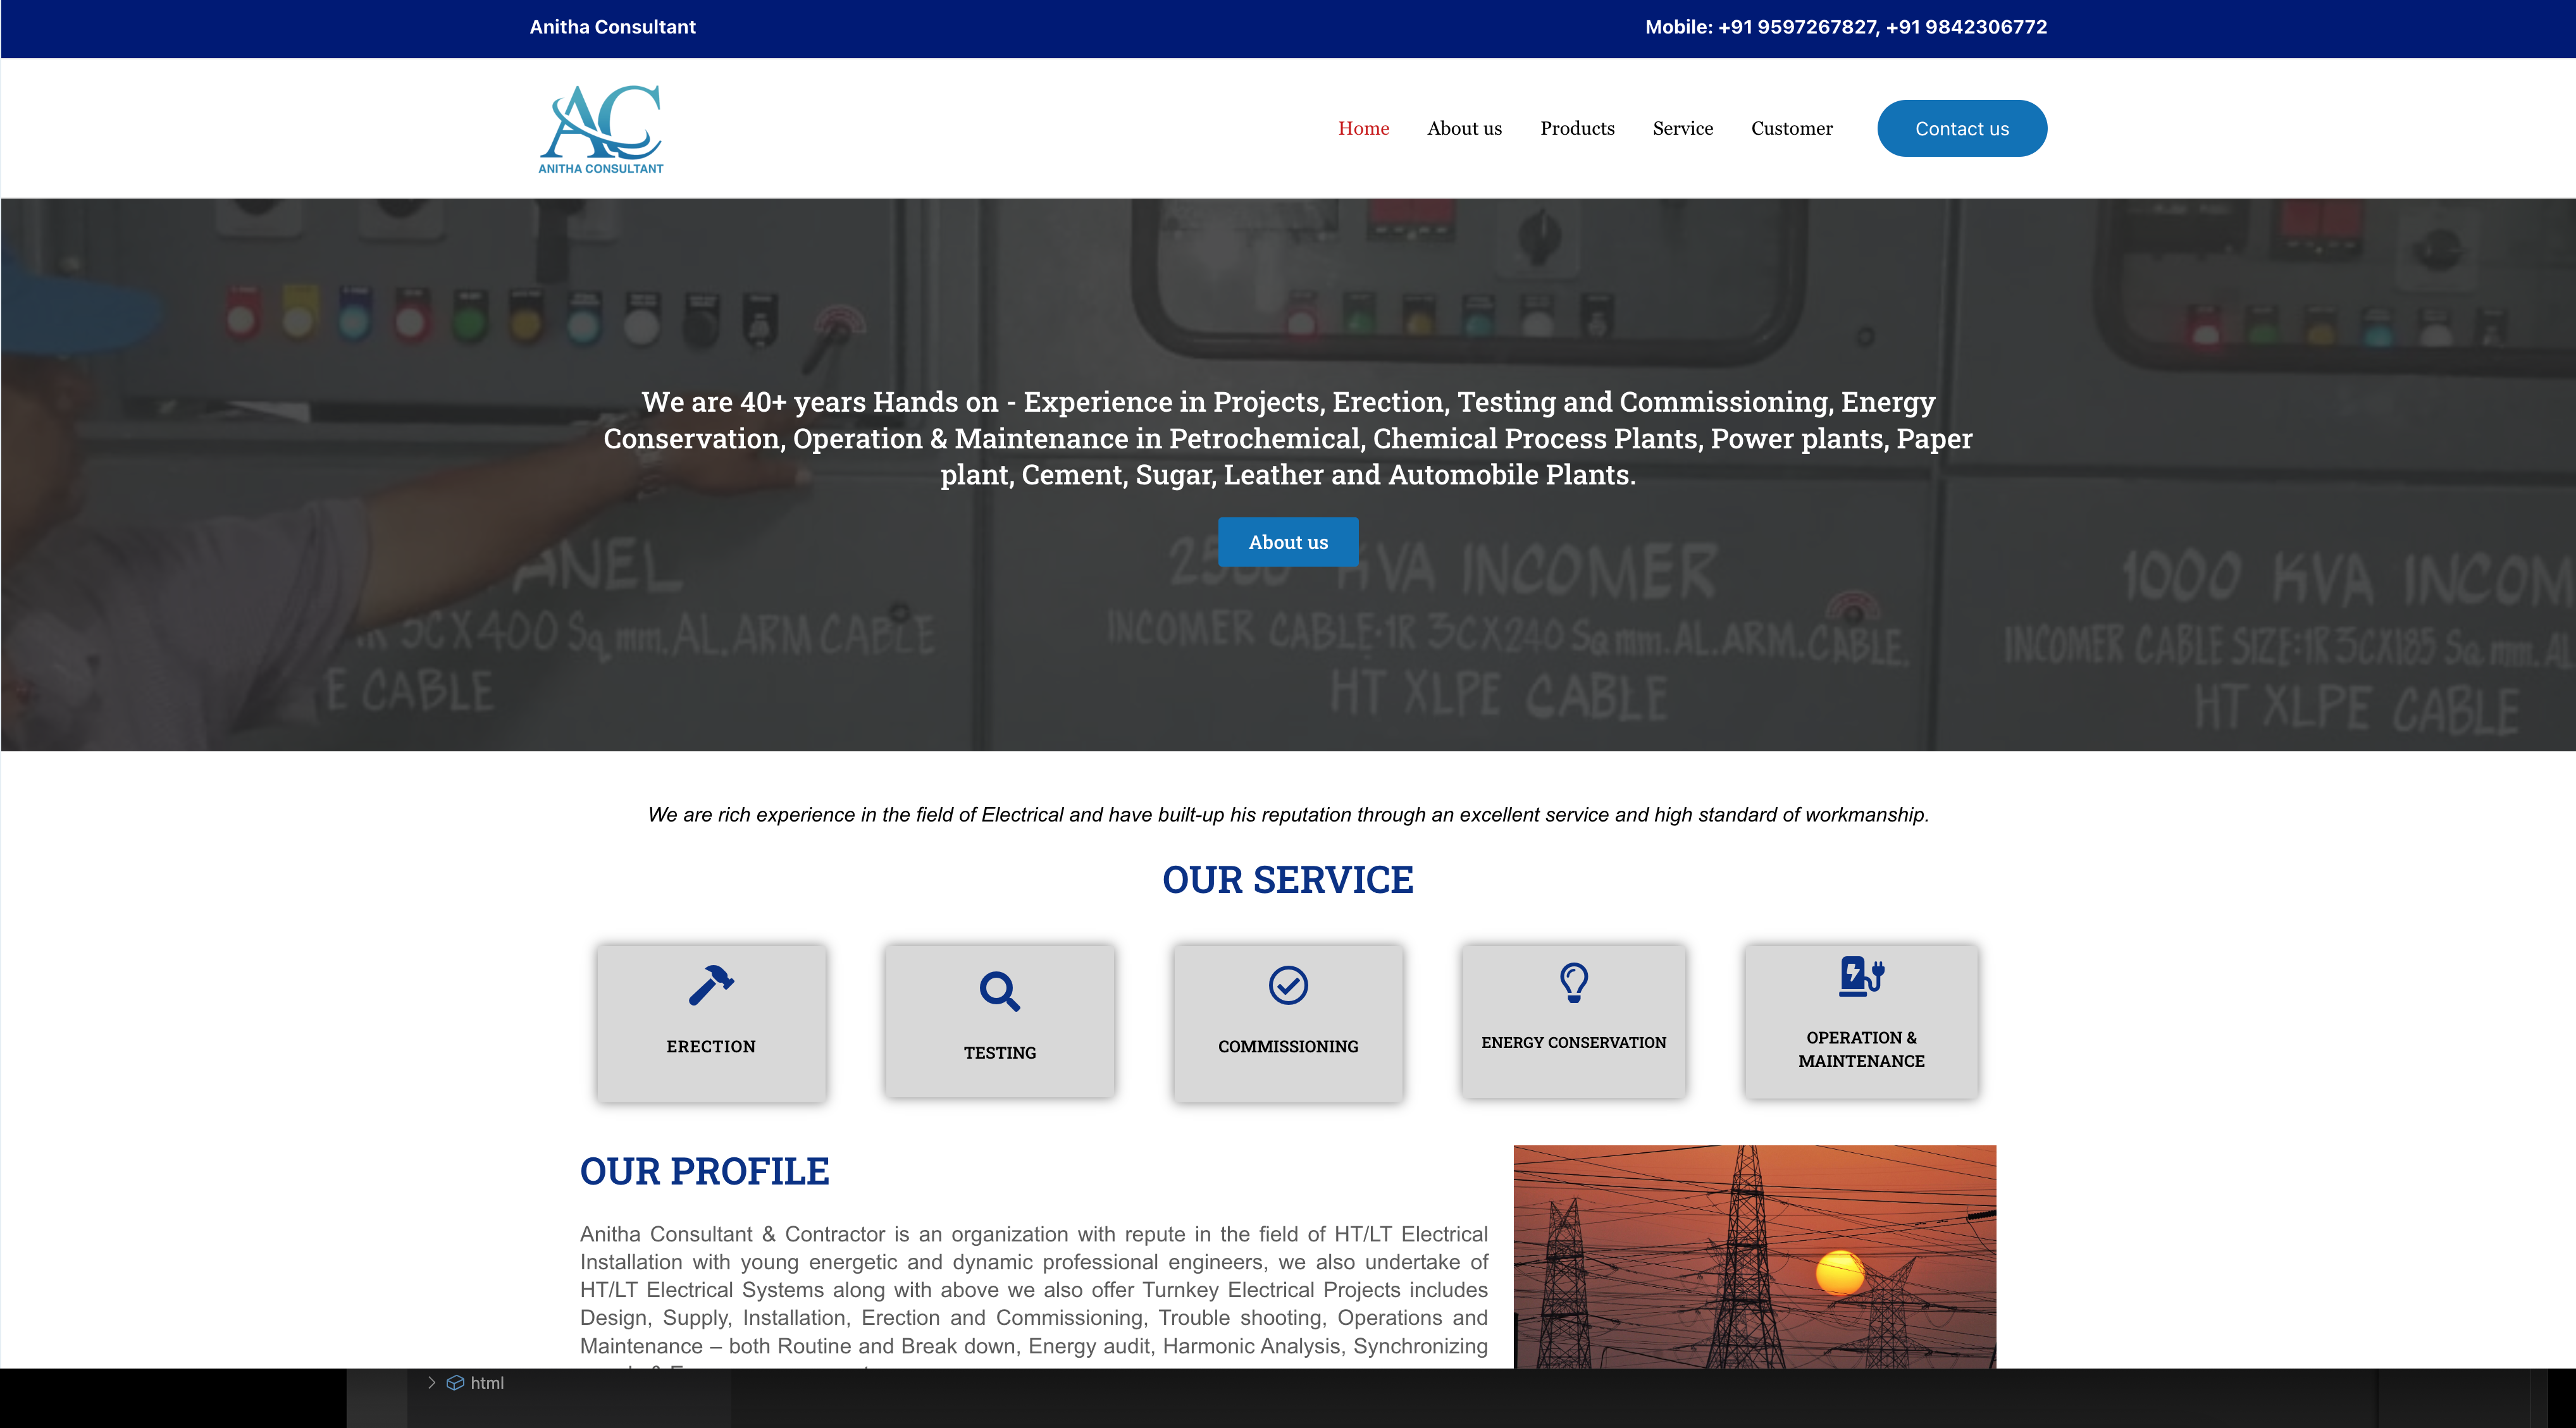 Anitha Consultant
Mobile: +91 9597267827, +91 9842306772
AC
ANITHA CONSULTANT
Home About us Products Service Customer Contact us
We are 40+ years Hands on - Experience in Projects, Erection, Testing and Commissioning, Energy
Conservation, Operation & Maintenance in Petrochemical, Chemical Process Plants, Power plants, Paper
plant, Cement, Sugar, Leather and Automobile Plants.
About us
ANEL
5CX400 Sq mm.AL.ARM CABLE
E CABLE
KVA INCOMER
INCOMER CABLE·1R 3CX240 Sq mm.AL.ARM.CABLE.
HT XLPE CABLE
1000 KVA INCOM
INCOMER CABLE SIZE:1R 3CX185 Sq mm. AL
HT XLPE CABLE
We are rich experience in the field of Electrical and have built-up his reputation through an excellent service and high standard of workmanship.
OUR SERVICE
ERECTION
TESTING
COMMISSIONING
ENERGY CONSERVATION
OPERATION &
MAINTENANCE
OUR PROFILE
Anitha Consultant & Contractor is an organization with repute in the field of HT/LT Electrical
Installation with young energetic and dynamic professional engineers, we also undertake of
HT/LT Electrical Systems along with above we also offer Turnkey Electrical Projects includes
Design, Supply, Installation, Erection and Commissioning, Trouble shooting, Operations and
Maintenance – both Routine and Break down, Energy audit, Harmonic Analysis, Synchronizing
html